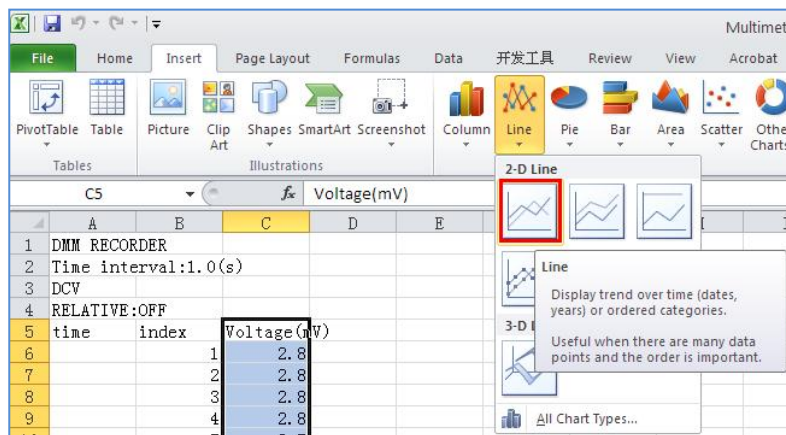 Multimet
File Home Insert Page Layout Formulas Data 开发工具 Review View Acrobat
PivotTable Table Picture Clip Art Shapes SmartArt Screenshot Column Line Pie Bar Area Scatter Othe Charts
Tables Illustrations
2-D Line
C5 fx Voltage(mV)
A B C D E I
1 DMM RECORDER
2 Time interval:1.0(s)
3 DCV
4 RELATIVE:OFF
5 time index Voltage(mV)
6 1 2.8
7 2 2.8
8 3 2.8
9 4 2.8
Line
Display trend over time (dates,
years) or ordered categories.
Useful when there are many data
points and the order is important.
3-D
All Chart Types...